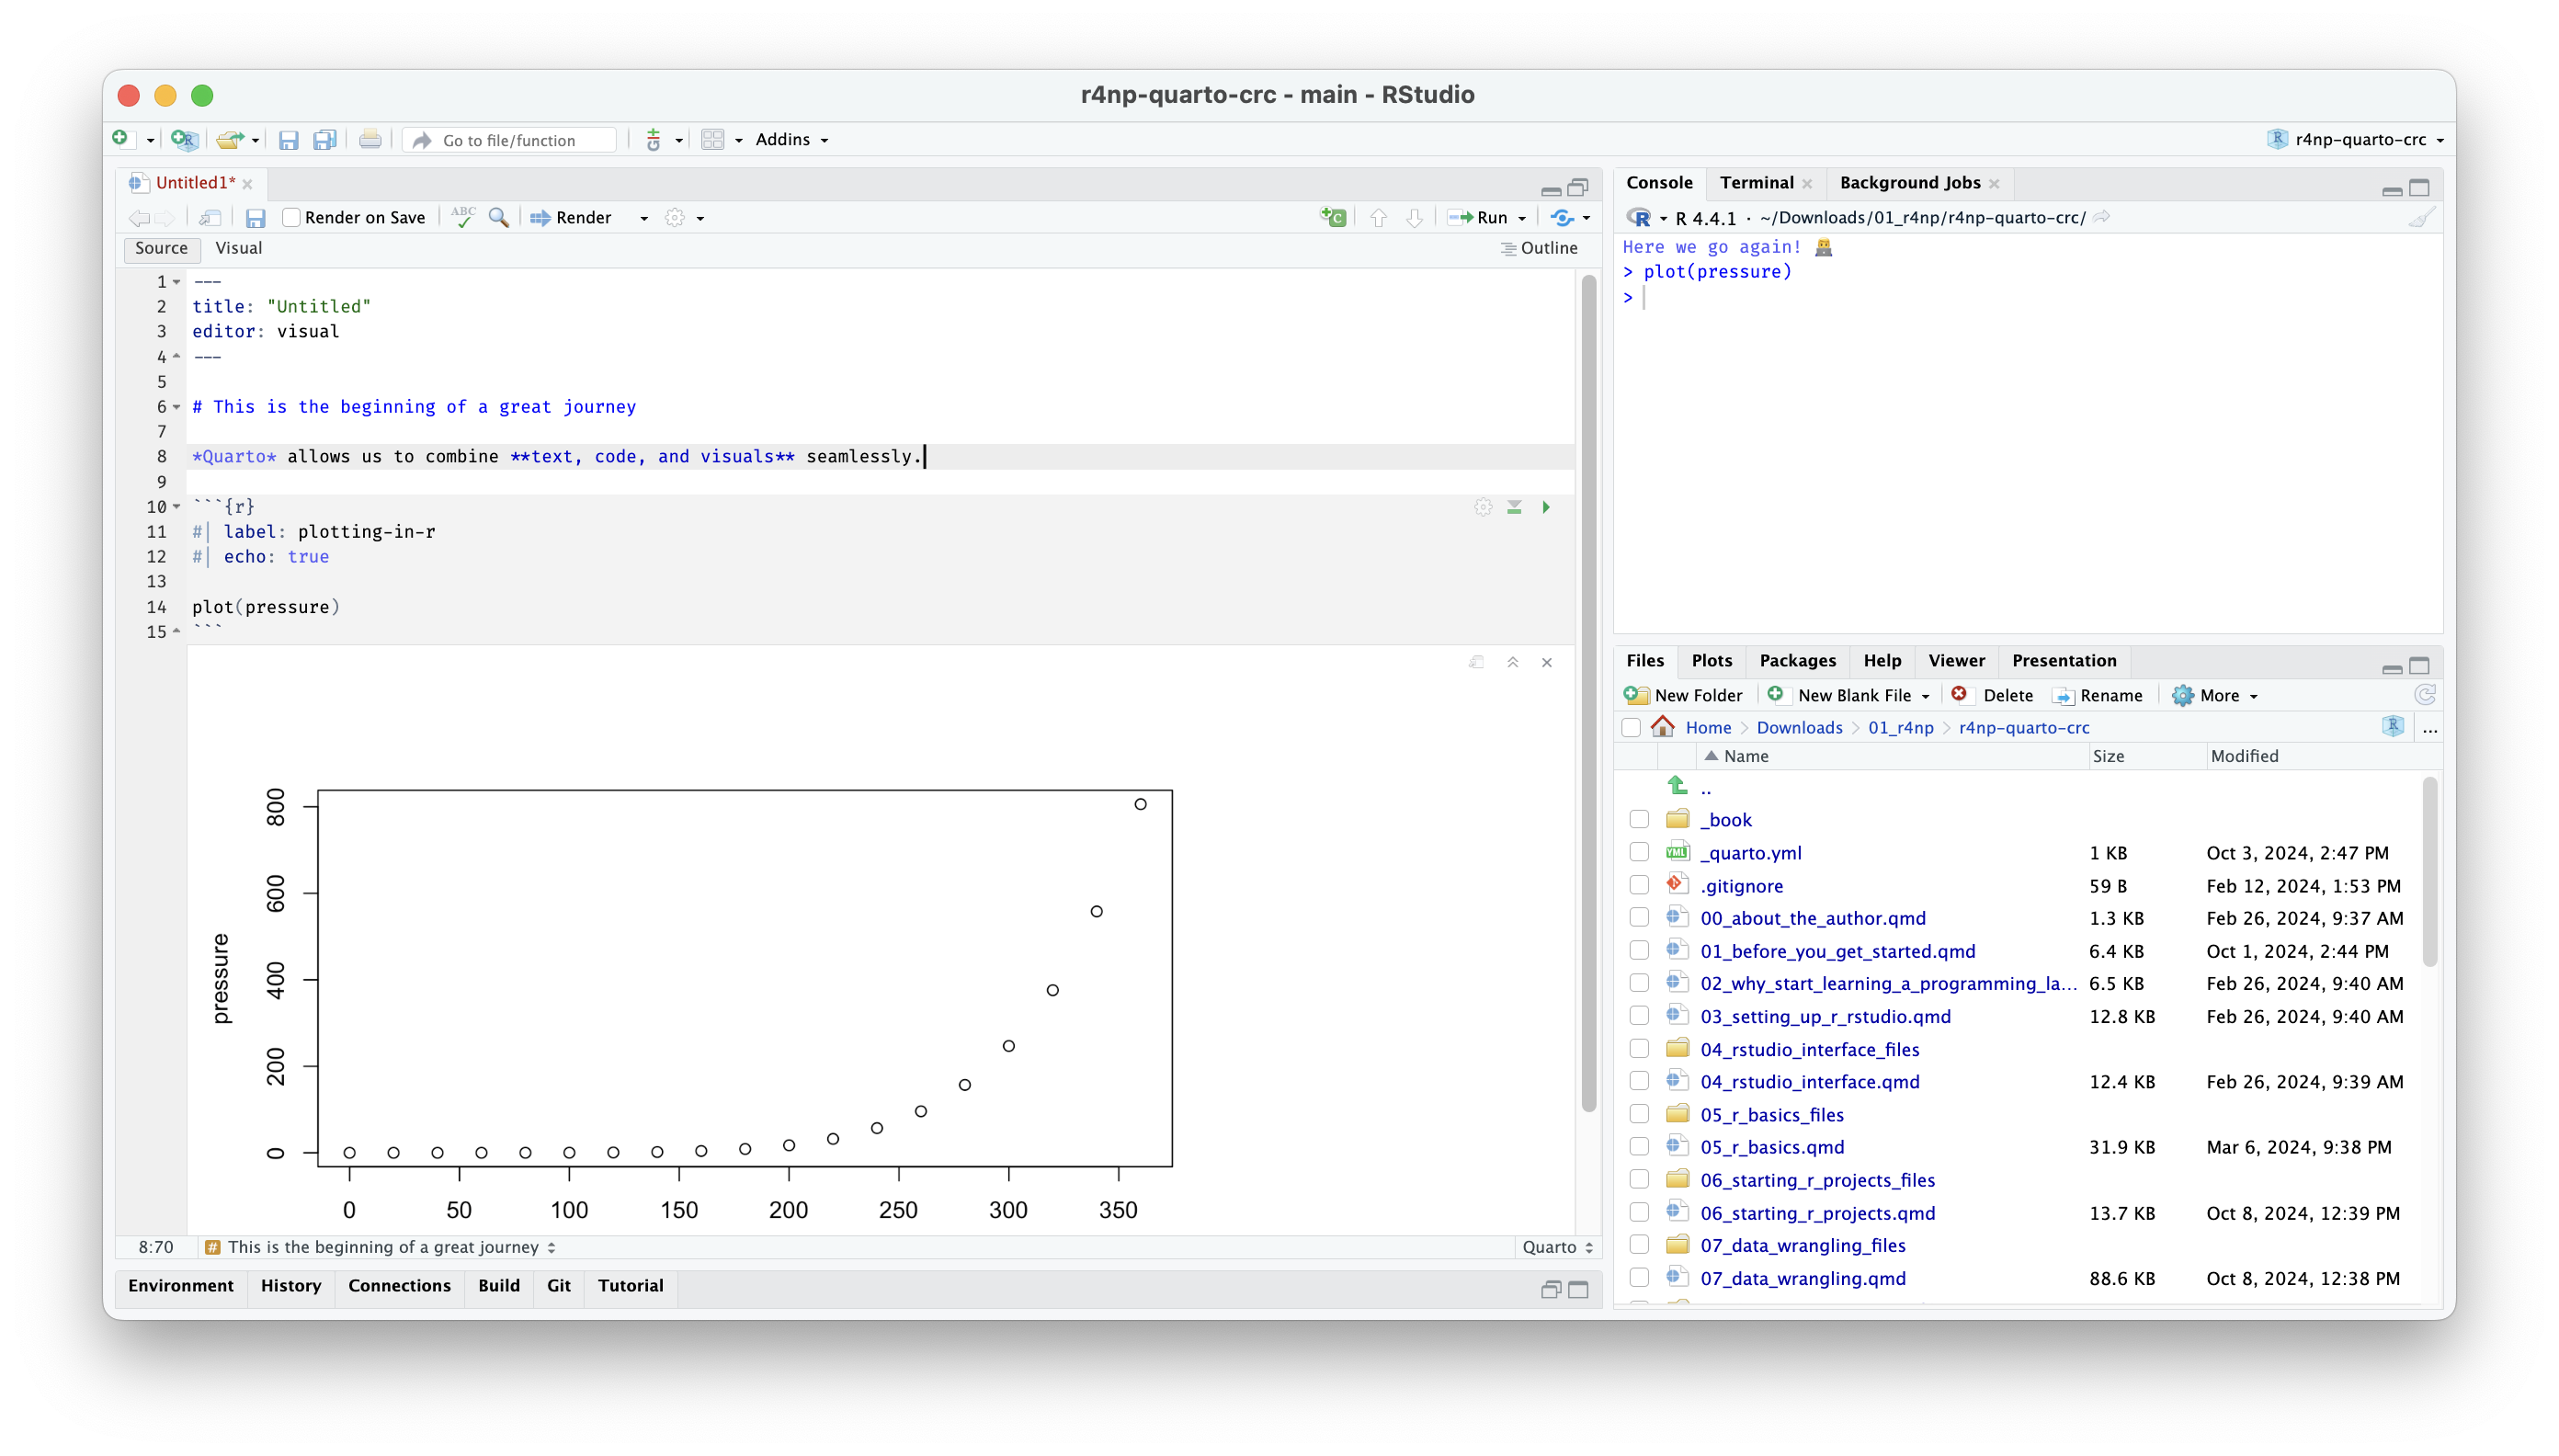 r4np-quarto-crc - main - RStudio
Go to file/function
Addins
r4np-quarto-crc
Untitled1*
Render on Save
ABC
Render
Run
Source
Visual
Outline
1 ---
2 title: "Untitled"
3 editor: visual
4 ---
5
6 # This is the beginning of a great journey
7
8 *Quarto* allows us to combine **text, code, and visuals** seamlessly.
9
10 ```{r}
11 #| label: plotting-in-r
12 #| echo: true
13
14 plot(pressure)
15 ```
800
600
400
200
0
pressure
0 50 100 150 200 250 300 350
8:70 # This is the beginning of a great journey
Quarto
Environment History Connections Build Git Tutorial
Console Terminal Background Jobs
R 4.4.1 · ~/Downloads/01_r4np/r4np-quarto-crc/
Here we go again! 👨‍💻
> plot(pressure)
>
Files Plots Packages Help Viewer Presentation
New Folder New Blank File Delete Rename More
Home Downloads 01_r4np r4np-quarto-crc R ...
Name Size Modified
..
_book
YML _quarto.yml 1 KB Oct 3, 2024, 2:47 PM
.gitignore 59 B Feb 12, 2024, 1:53 PM
00_about_the_author.qmd 1.3 KB Feb 26, 2024, 9:37 AM
01_before_you_get_started.qmd 6.4 KB Oct 1, 2024, 2:44 PM
02_why_start_learning_a_programming_la... 6.5 KB Feb 26, 2024, 9:40 AM
03_setting_up_r_rstudio.qmd 12.8 KB Feb 26, 2024, 9:40 AM
04_rstudio_interface_files
04_rstudio_interface.qmd 12.4 KB Feb 26, 2024, 9:39 AM
05_r_basics_files
05_r_basics.qmd 31.9 KB Mar 6, 2024, 9:38 PM
06_starting_r_projects_files
06_starting_r_projects.qmd 13.7 KB Oct 8, 2024, 12:39 PM
07_data_wrangling_files
07_data_wrangling.qmd 88.6 KB Oct 8, 2024, 12:38 PM